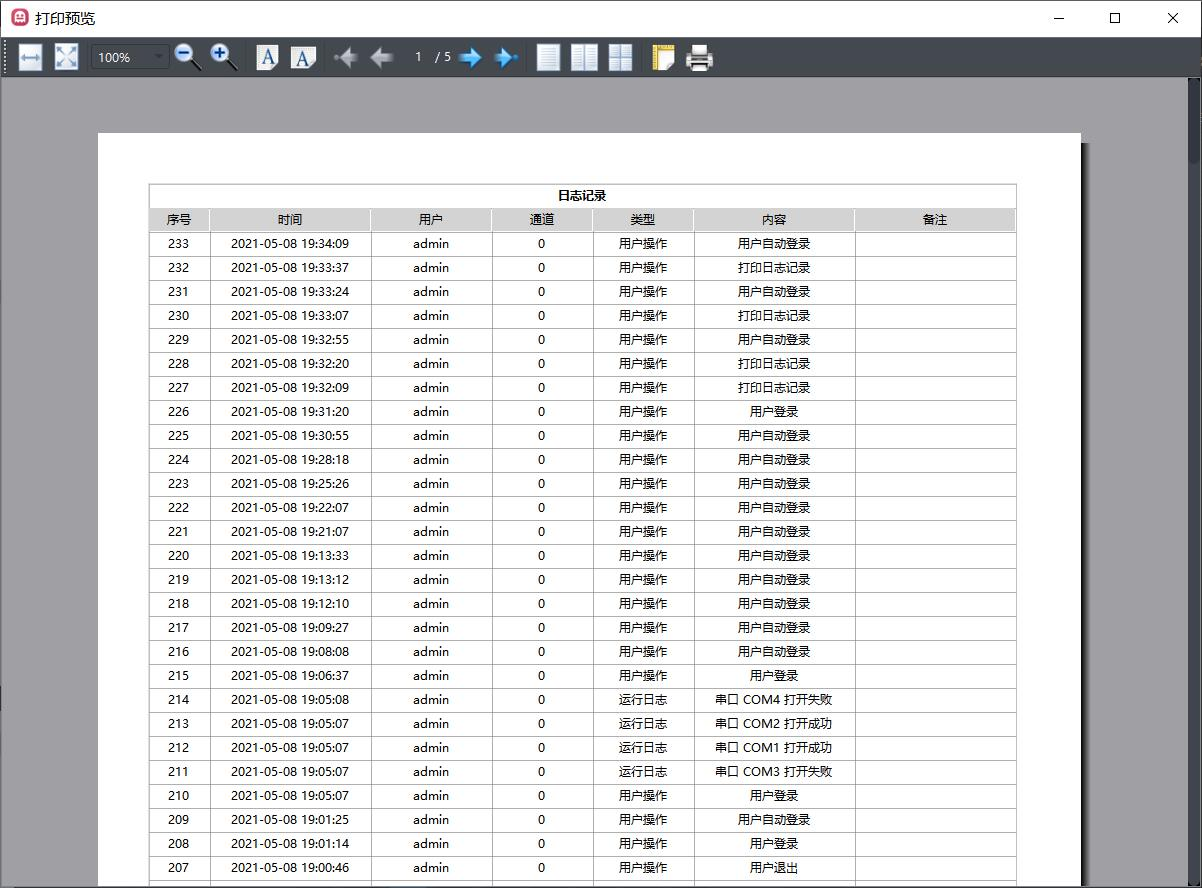 打印预览
100% 1 / 5
日志记录
序号 时间 用户 通道 类型 内容 备注
233 2021-05-08 19:34:09 admin 0 用户操作 用户自动登录
232 2021-05-08 19:33:37 admin 0 用户操作 打印日志记录
231 2021-05-08 19:33:24 admin 0 用户操作 用户自动登录
230 2021-05-08 19:33:07 admin 0 用户操作 打印日志记录
229 2021-05-08 19:32:55 admin 0 用户操作 用户自动登录
228 2021-05-08 19:32:20 admin 0 用户操作 打印日志记录
227 2021-05-08 19:32:09 admin 0 用户操作 打印日志记录
226 2021-05-08 19:31:20 admin 0 用户操作 用户登录
225 2021-05-08 19:30:55 admin 0 用户操作 用户自动登录
224 2021-05-08 19:28:18 admin 0 用户操作 用户自动登录
223 2021-05-08 19:25:26 admin 0 用户操作 用户自动登录
222 2021-05-08 19:22:07 admin 0 用户操作 用户自动登录
221 2021-05-08 19:21:07 admin 0 用户操作 用户自动登录
220 2021-05-08 19:13:33 admin 0 用户操作 用户自动登录
219 2021-05-08 19:13:12 admin 0 用户操作 用户自动登录
218 2021-05-08 19:12:10 admin 0 用户操作 用户自动登录
217 2021-05-08 19:09:27 admin 0 用户操作 用户自动登录
216 2021-05-08 19:08:08 admin 0 用户操作 用户自动登录
215 2021-05-08 19:06:37 admin 0 用户操作 用户登录
214 2021-05-08 19:05:08 admin 0 运行日志 串口 COM4 打开失败
213 2021-05-08 19:05:07 admin 0 运行日志 串口 COM2 打开成功
212 2021-05-08 19:05:07 admin 0 运行日志 串口 COM1 打开成功
211 2021-05-08 19:05:07 admin 0 运行日志 串口 COM3 打开失败
210 2021-05-08 19:05:07 admin 0 用户操作 用户登录
209 2021-05-08 19:01:25 admin 0 用户操作 用户自动登录
208 2021-05-08 19:01:14 admin 0 用户操作 用户登录
207 2021-05-08 19:00:46 admin 0 用户操作 用户退出